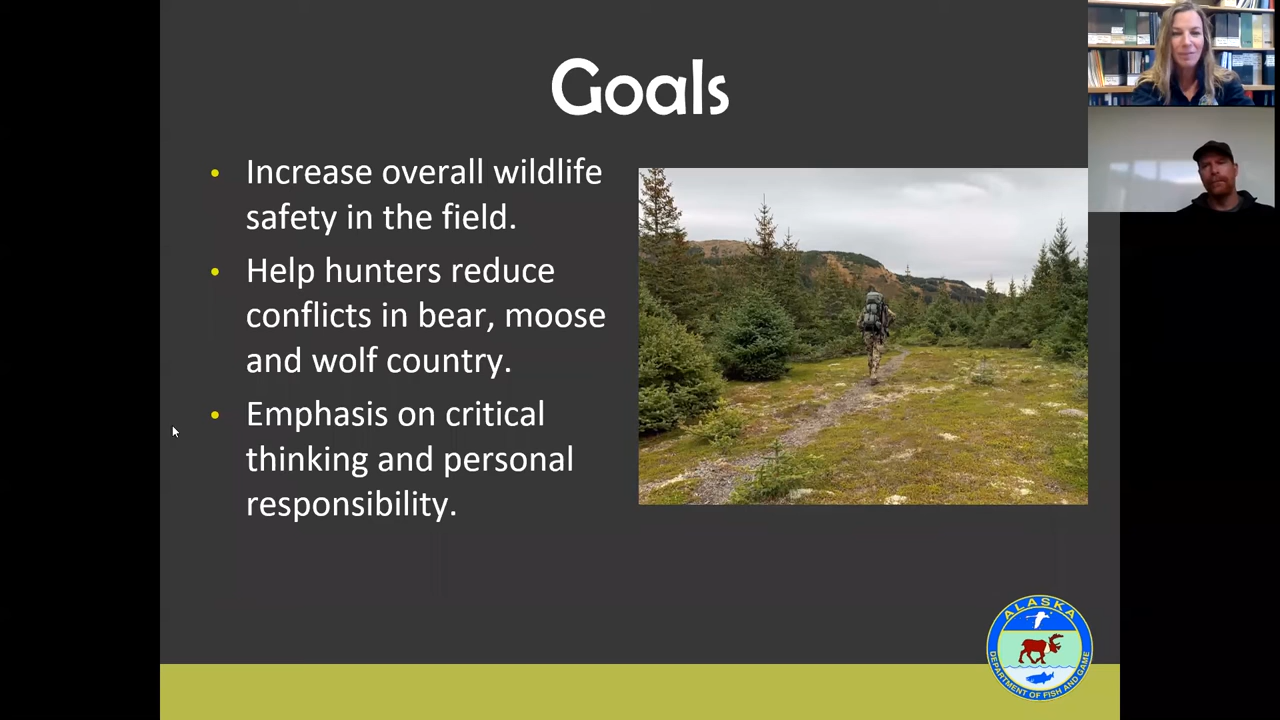 Goals
• Increase overall wildlife
safety in the field.
• Help hunters reduce
conflicts in bear, moose
and wolf country.
• Emphasis on critical
thinking and personal
responsibility.
ALASKA
DEPARTMENT OF FISH AND GAME